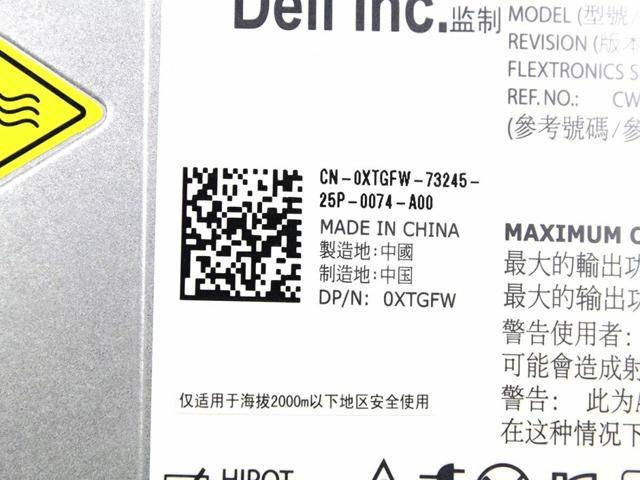 Dell Inc.监制
MODEL (型號
REVISION (版本
FLEXTRONICS S
REF.NO.: CW
(參考號碼/参
CN-0XTGFW-73245-
25P-0074-A00
MADE IN CHINA
製造地:中國
制造地:中国
DP/N: 0XTGFW
MAXIMUM
最大的輸出功
最大的输出功
警告使用者:
可能會造成射
警告: 此为
在这种情况下
仅适用于海拔2000m以下地区安全使用
HIPOT